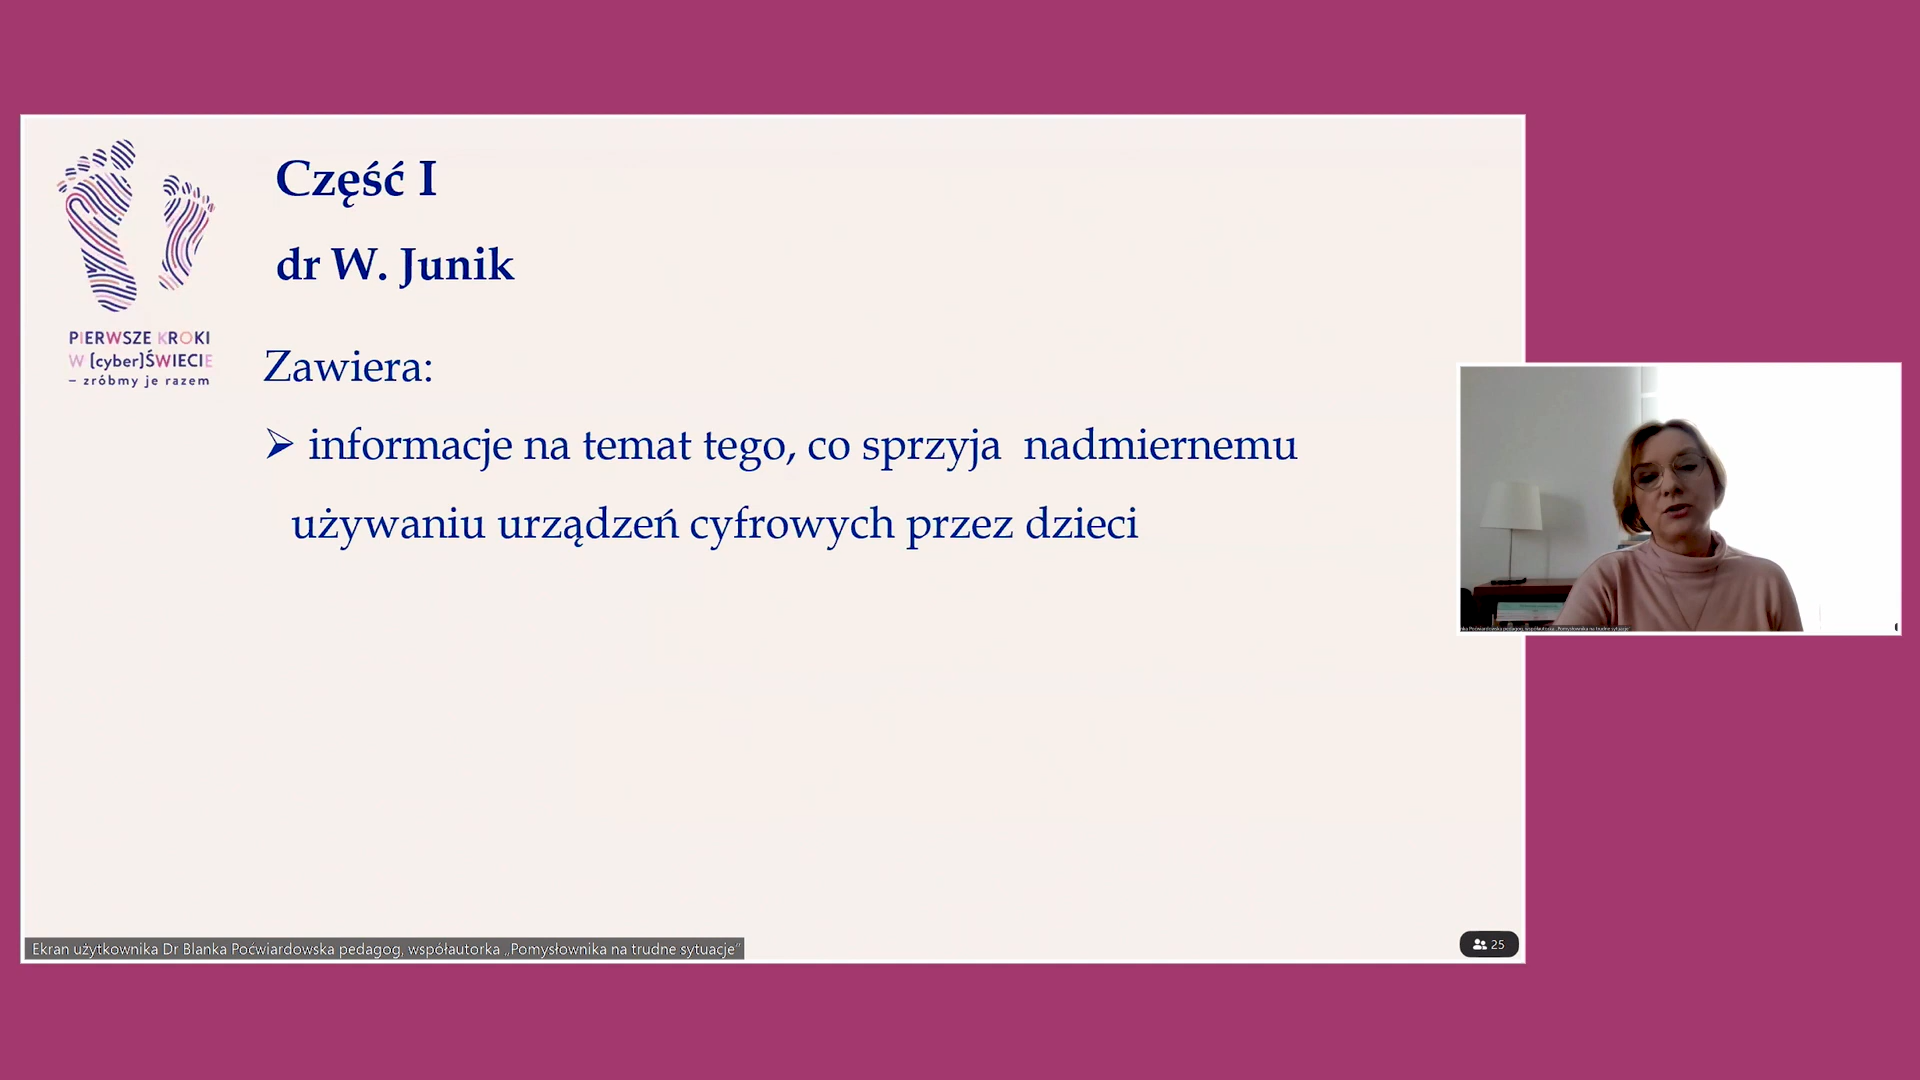 Część I
dr W. Junik
PIERWSZE KROKI
W [cyber]ŚWIECIE
– zróbmy je razem
Zawiera:
➢ informacje na temat tego, co sprzyja nadmiernemu
używaniu urządzeń cyfrowych przez dzieci
Ekran użytkownika Dr Blanka Poćwiardowska pedagog, współautorka „Pomysłownika na trudne sytuacje”
25